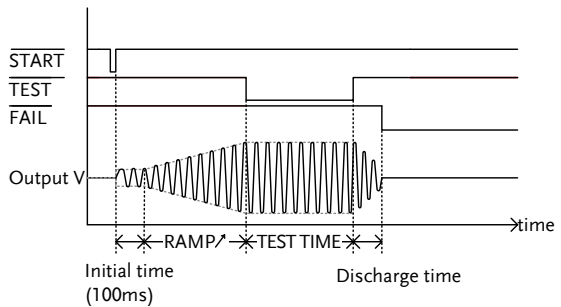 START
TEST
FAIL
Output V
time
RAMP↗
TEST TIME
Initial time
(100ms)
Discharge time